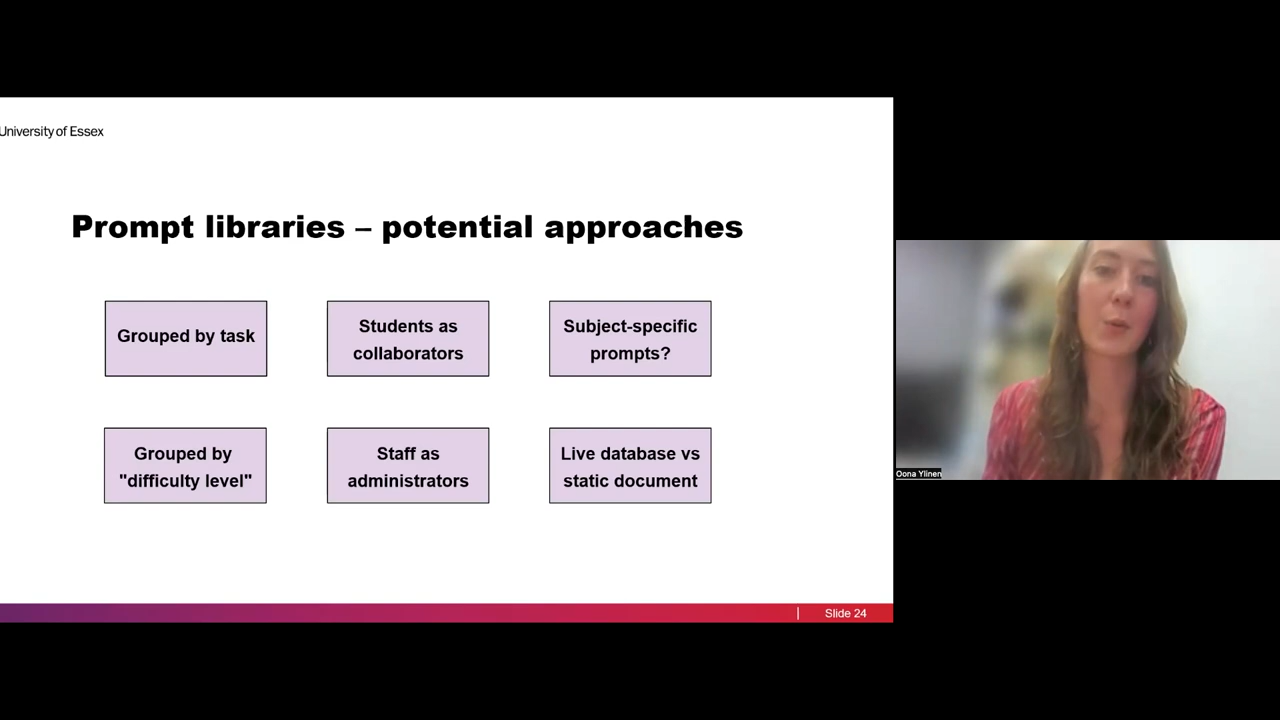 University of Essex
Prompt libraries – potential approaches
Grouped by task
Students as
collaborators
Subject-specific
prompts?
Grouped by
"difficulty level"
Staff as
administrators
Live database vs
static document
Slide 24
Oona Ylinen